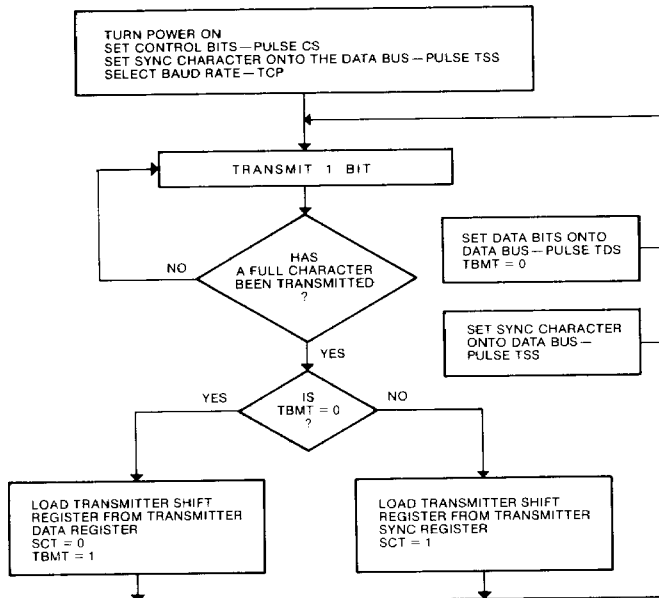 TURN POWER ON
SET CONTROL BITS—PULSE CS
SET SYNC CHARACTER ONTO THE DATA BUS—PULSE TSS
SELECT BAUD RATE—TCP
TRANSMIT 1 BIT
HAS
A FULL CHARACTER
BEEN TRANSMITTED
?
NO
YES
SET DATA BITS ONTO
DATA BUS—PULSE TDS
TBMT = 0
SET SYNC CHARACTER
ONTO DATA BUS—
PULSE TSS
IS
TBMT = 0
?
YES
NO
LOAD TRANSMITTER SHIFT
REGISTER FROM TRANSMITTER
DATA REGISTER
SCT = 0
TBMT = 1
LOAD TRANSMITTER SHIFT
REGISTER FROM TRANSMITTER
SYNC REGISTER
SCT = 1